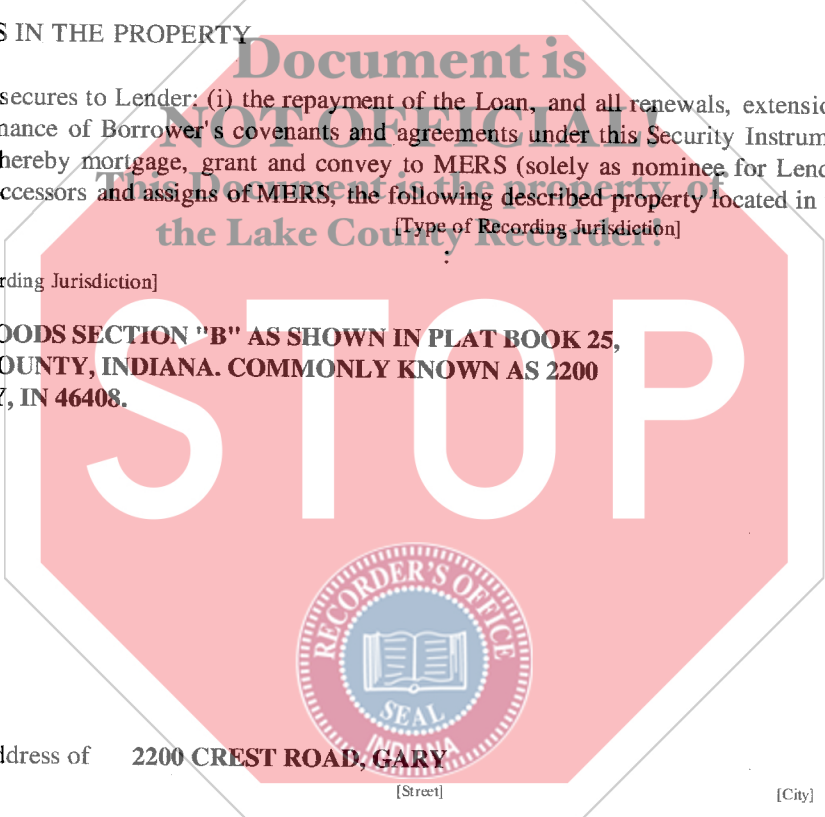 S IN THE PROPERTY
Document is
secures to Lender: (i) the repayment of the Loan, and all renewals, extensio
NOT OFFICIAL!
nance of Borrower's covenants and agreements under this Security Instrum
hereby mortgage, grant and convey to MERS (solely as nominee for Lend
This Document is the property of
ccessors and assigns of MERS, the following described property located in
[Type of Recording Jurisdiction]
the Lake County Recorder!
:
rding Jurisdiction]
OODS SECTION "B" AS SHOWN IN PLAT BOOK 25,
OUNTY, INDIANA. COMMONLY KNOWN AS 2200
Y, IN 46408.
STOP
RECORDER'S OFFICE
SEAL
INDIANA
ddress of 2200 CREST ROAD, GARY
[Street] [City]